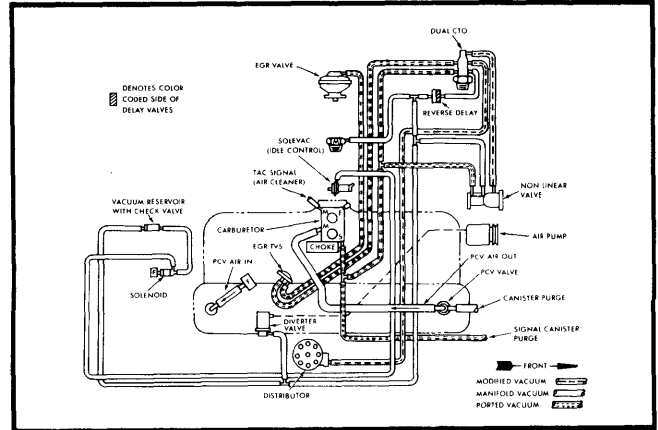 DUAL CTO
EGR VALVE
DENOTES COLOR
CODED SIDE OF
DELAY VALVES
REVERSE DELAY
SOLEVAC
(IDLE CONTROL)
TAC SIGNAL
(AIR CLEANER)
VACUUM RESERVOIR
WITH CHECK VALVE
NON LINEAR
VALVE
CARBURETOR
M F
M S
CHOKE
AIR PUMP
EGR TVS
PCV AIR OUT
PCV AIR IN
PCV VALVE
SOLENOID
CANISTER PURGE
DIVERTER
VALVE
SIGNAL CANISTER
PURGE
FRONT
MODIFIED VACUUM
MANIFOLD VACUUM
PORTED VACUUM
DISTRIBUTOR